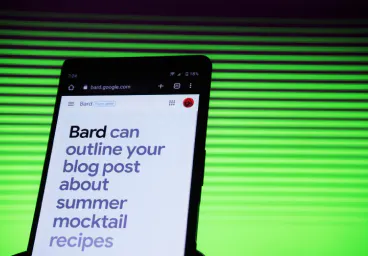 bard.google.com
Bard
Bard can
outline your
blog post
about
summer
mocktail
recipes